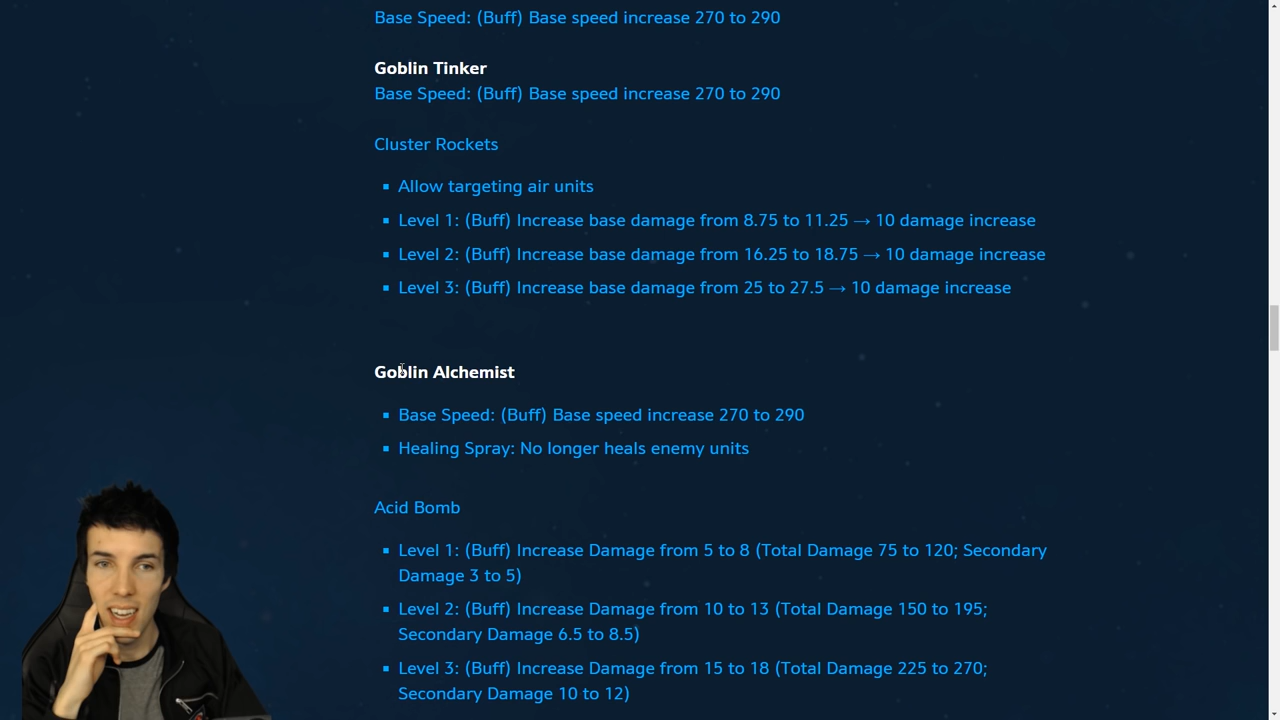 Base Speed: (Buff) Base speed increase 270 to 290
Goblin Tinker
Base Speed: (Buff) Base speed increase 270 to 290
Cluster Rockets
Allow targeting air units
Level 1: (Buff) Increase base damage from 8.75 to 11.25 → 10 damage increase
Level 2: (Buff) Increase base damage from 16.25 to 18.75 → 10 damage increase
Level 3: (Buff) Increase base damage from 25 to 27.5 → 10 damage increase
Goblin Alchemist
Base Speed: (Buff) Base speed increase 270 to 290
Healing Spray: No longer heals enemy units
Acid Bomb
Level 1: (Buff) Increase Damage from 5 to 8 (Total Damage 75 to 120; Secondary
Damage 3 to 5)
Level 2: (Buff) Increase Damage from 10 to 13 (Total Damage 150 to 195;
Secondary Damage 6.5 to 8.5)
Level 3: (Buff) Increase Damage from 15 to 18 (Total Damage 225 to 270;
Secondary Damage 10 to 12)